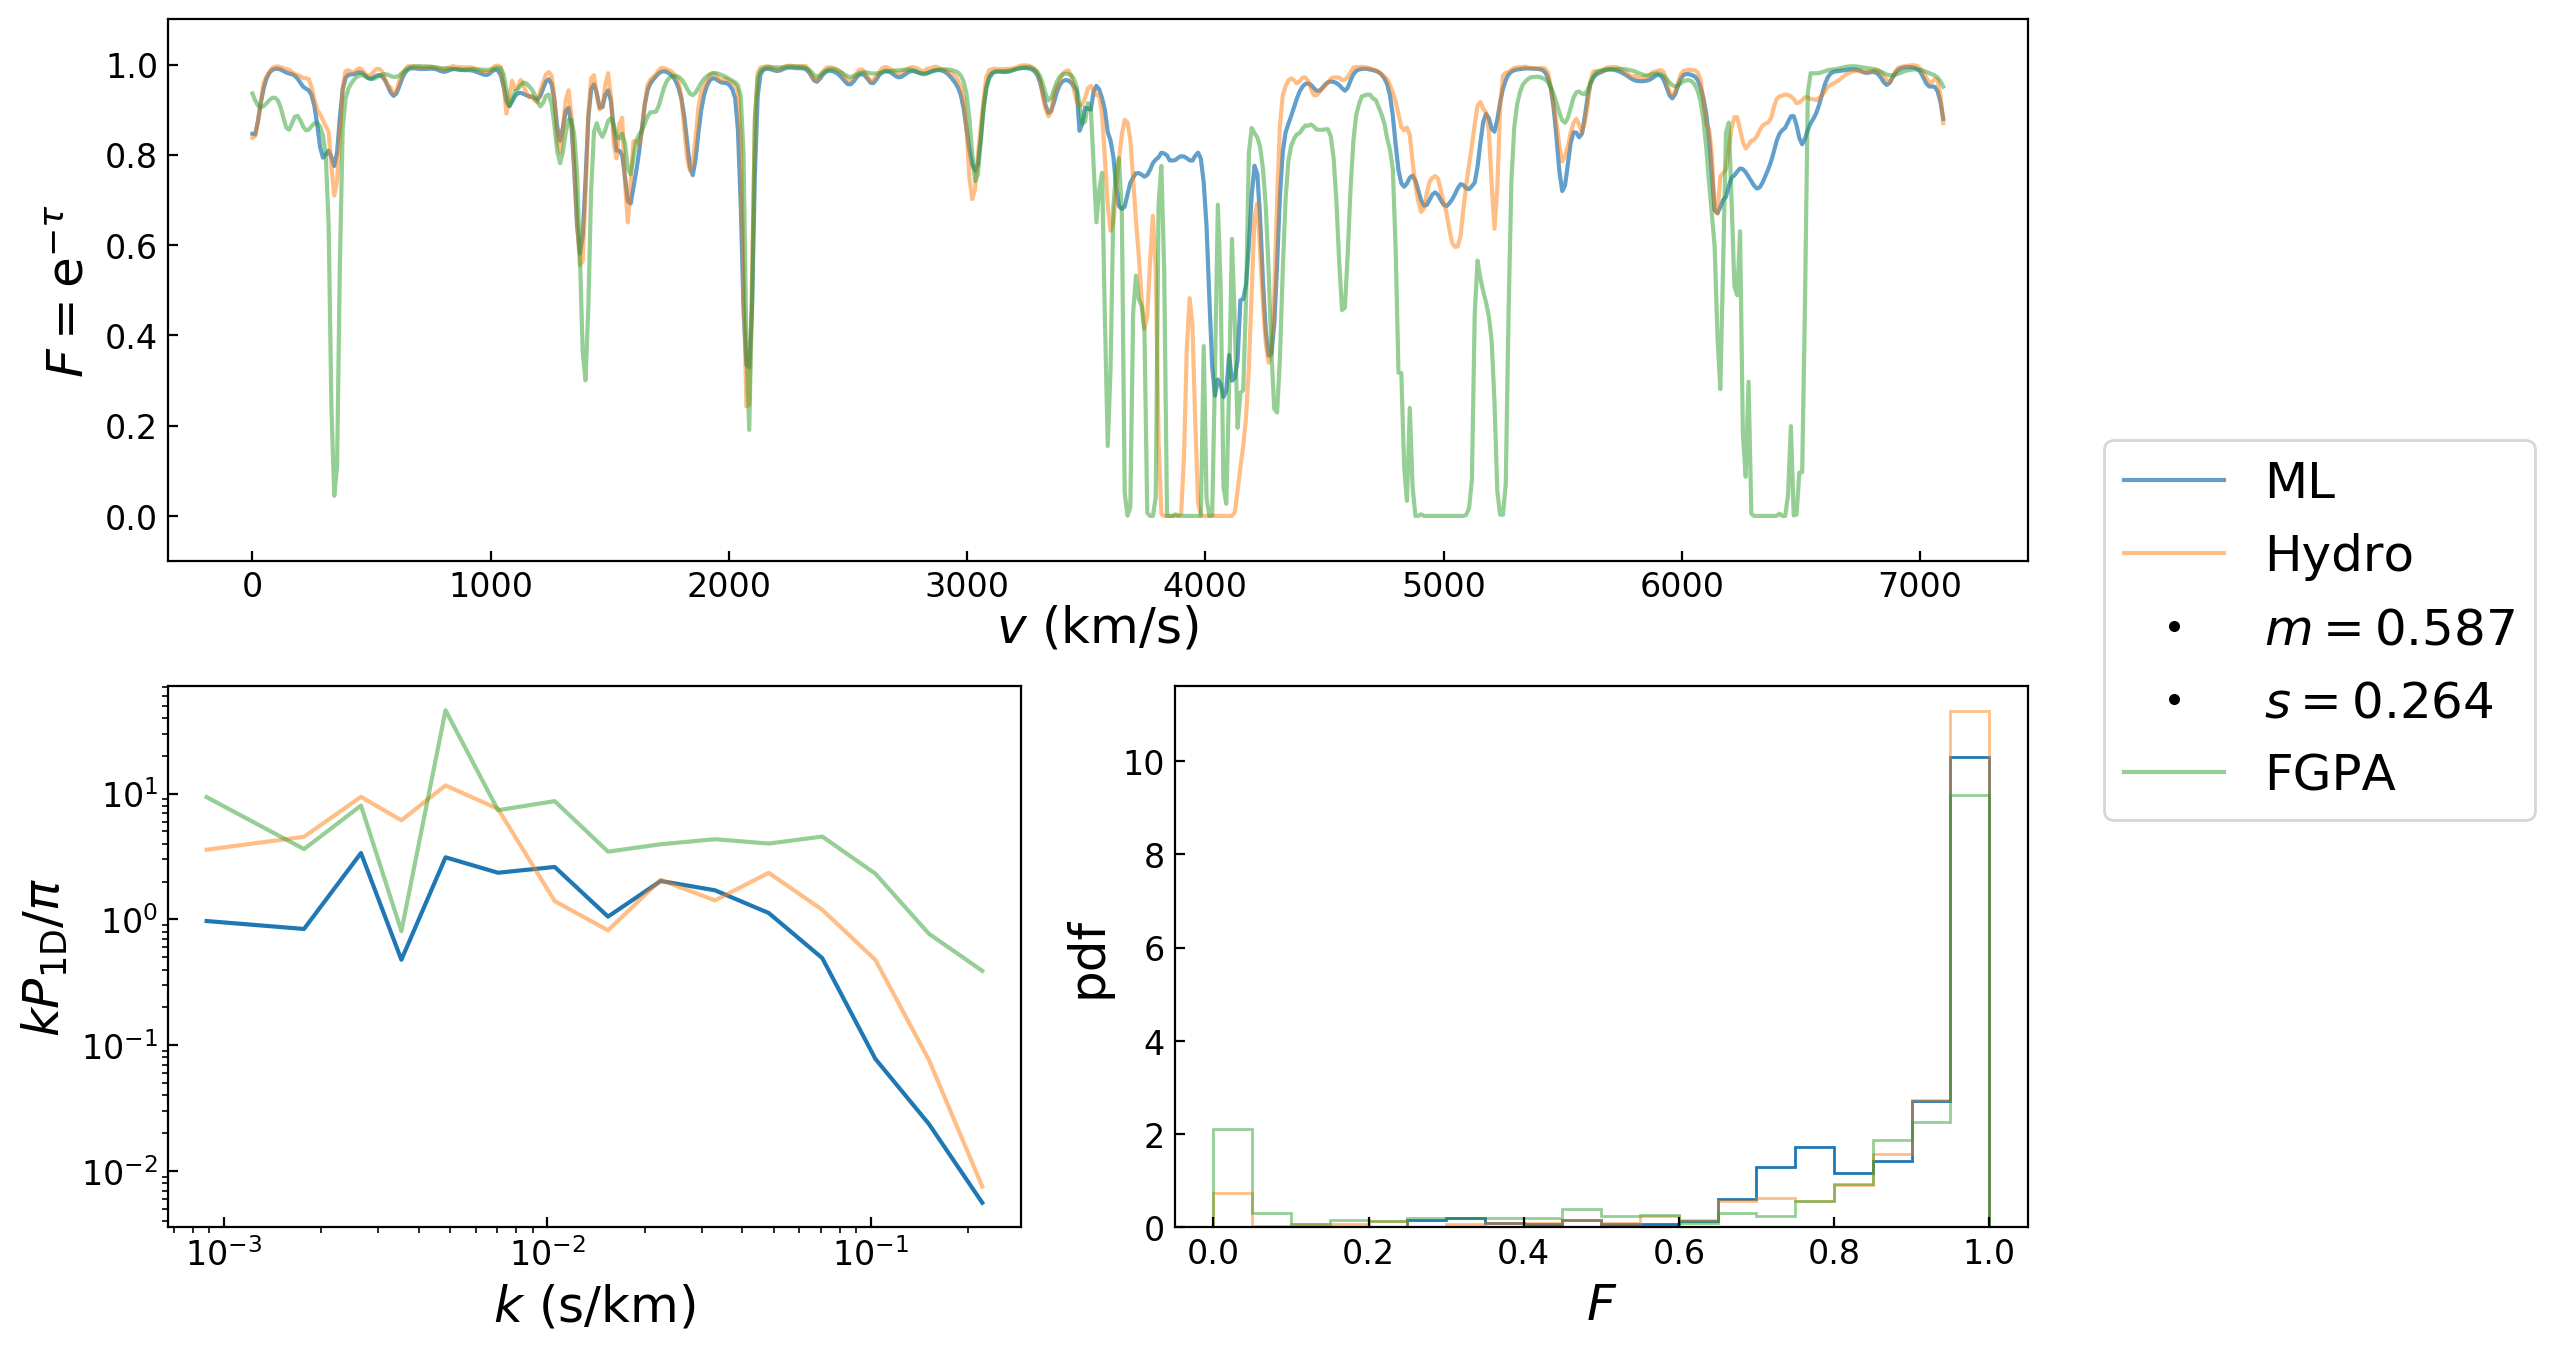 F = e^{−τ}
1.0
0.8
0.6
0.4
0.2
0.0
0 1000 2000 3000 4000 5000 6000 7000
v (km/s)
ML
Hydro
m = 0.587
s = 0.264
FGPA
kP_{1D}/π
10^1
10^0
10^{−1}
10^{−2}
10^{−3} 10^{−2} 10^{−1}
k (s/km)
pdf
10
8
6
4
2
0
0.0 0.2 0.4 0.6 0.8 1.0
F